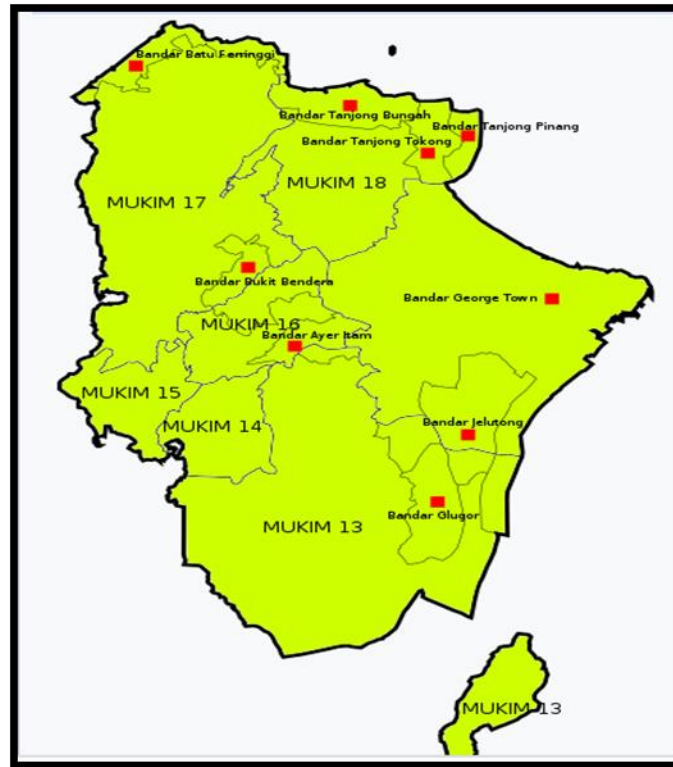 Bandar Batu Ferringgi
Bandar Tanjong Bungah
Bandar Tanjong Pinang
Bandar Tanjong Tokong
MUKIM 18
MUKIM 17
Bandar Bukit Bendera
Bandar George Town
MUKIM 16
Bandar Ayer Itam
MUKIM 15
MUKIM 14
Bandar Jelutong
Bandar Glugor
MUKIM 13
MUKIM 13